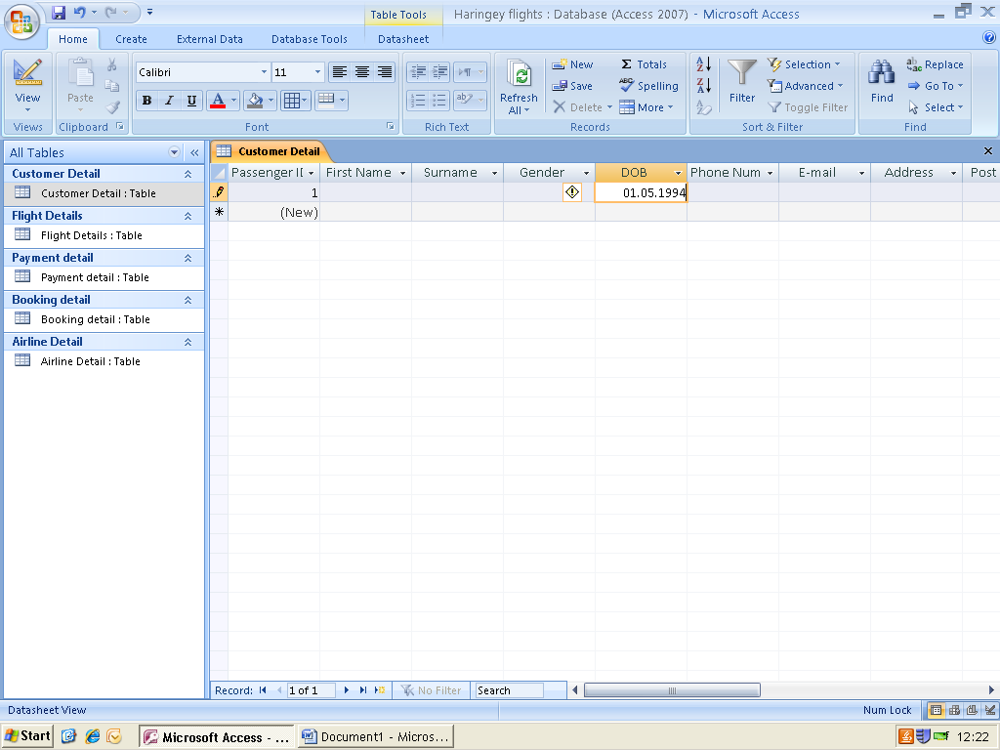 Table Tools Haringey flights : Database (Access 2007) - Microsoft Access
Home Create External Data Database Tools Datasheet
View
Views
Paste
Clipboard
Calibri 11
B I U A
Font
ab
Rich Text
Refresh All
New
Save
Delete
Σ Totals
ABC Spelling
More
Records
A Z
Z A
Filter
Selection
Advanced
Toggle Filter
Sort & Filter
Find
Replace
Go To
Select
Find
All Tables «
Customer Detail
Customer Detail : Table
Flight Details
Flight Details : Table
Payment detail
Payment detail : Table
Booking detail
Booking detail : Table
Airline Detail
Airline Detail : Table
Customer Detail
Passenger I First Name Surname Gender DOB Phone Num E-mail Address Post
1 01.05.1994
* (New)
Record: 1 of 1 No Filter Search
Datasheet View Num Lock
Start Microsoft Access - ... Document1 - Micros... 12:22